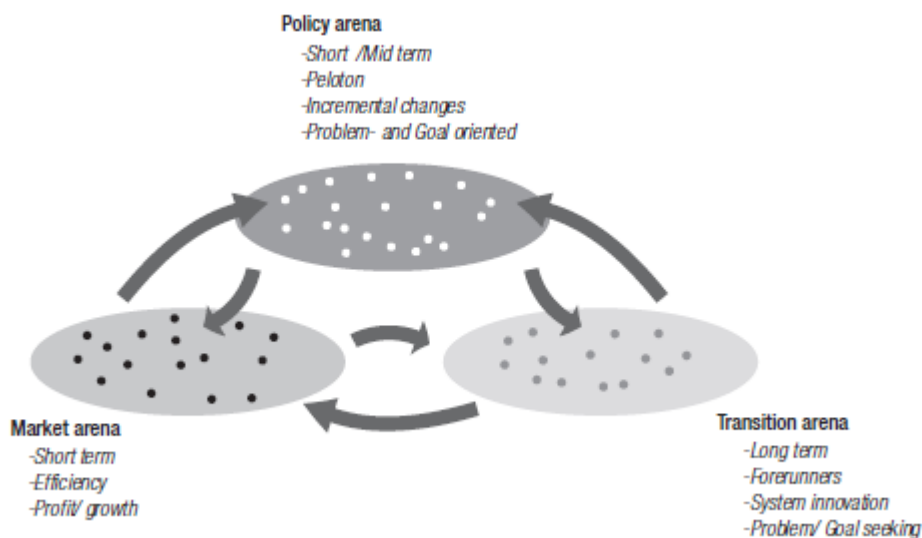 Policy arena
-Short /Mid term
-Peloton
-Incremental changes
-Problem- and Goal oriented
Market arena
-Short term
-Efficiency
-Profit/ growth
Transition arena
-Long term
-Forerunners
-System innovation
-Problem/ Goal seeking